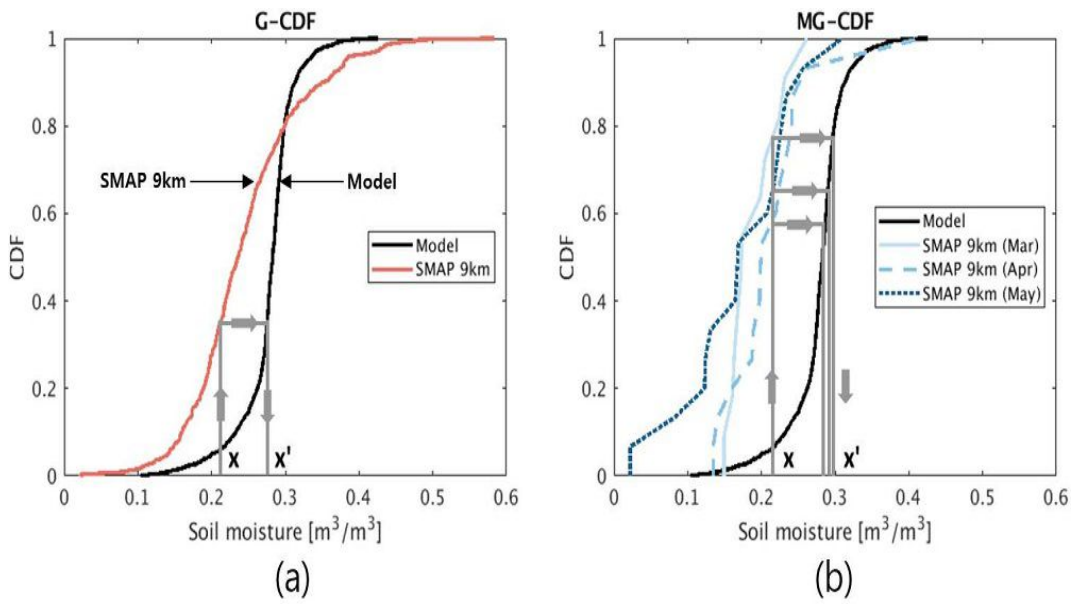 G-CDF
CDF
1
0.8
0.6
0.4
0.2
0
SMAP 9km
Model
Model
SMAP 9km
X
X'
0
0.1
0.2
0.3
0.4
0.5
0.6
Soil moisture [m³/m³]
(a)
MG-CDF
CDF
1
0.8
0.6
0.4
0.2
0
Model
SMAP 9km (Mar)
SMAP 9km (Apr)
SMAP 9km (May)
X
X'
0
0.1
0.2
0.3
0.4
0.5
0.6
Soil moisture [m³/m³]
(b)